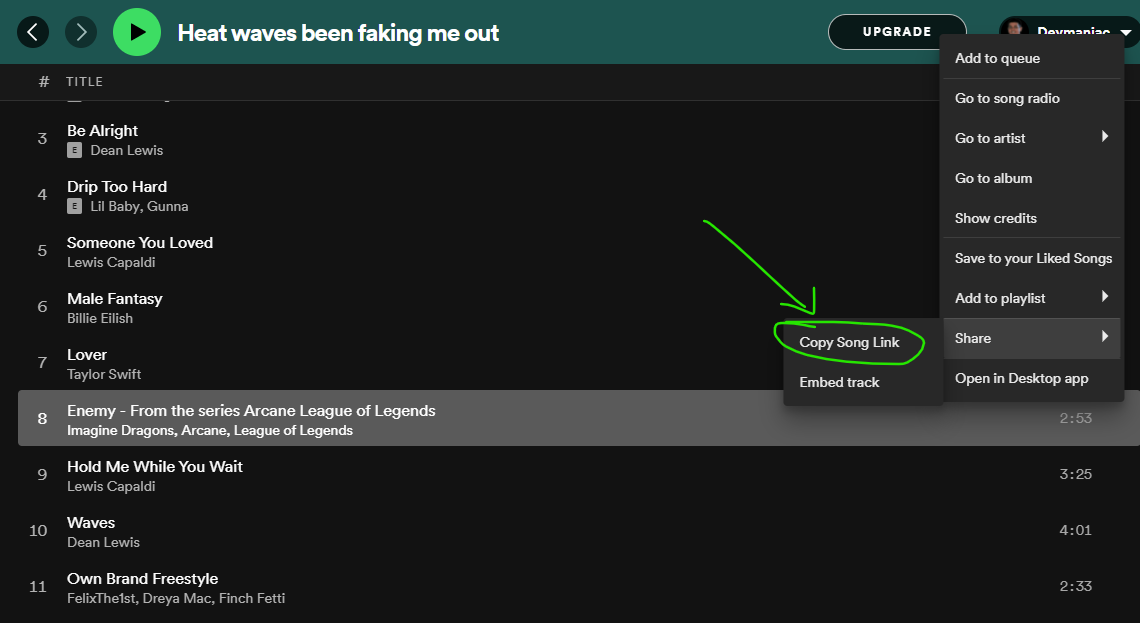 Heat waves been faking me out
UPGRADE
Devmaniac
# TITLE
3
Be Alright
E Dean Lewis
4
Drip Too Hard
E Lil Baby, Gunna
5
Someone You Loved
Lewis Capaldi
6
Male Fantasy
Billie Eilish
7
Lover
Taylor Swift
8
Enemy - From the series Arcane League of Legends
Imagine Dragons, Arcane, League of Legends
2:53
9
Hold Me While You Wait
Lewis Capaldi
3:25
10
Waves
Dean Lewis
4:01
11
Own Brand Freestyle
FelixThe1st, Dreya Mac, Finch Fetti
2:33
Add to queue
Go to song radio
Go to artist
Go to album
Show credits
Save to your Liked Songs
Add to playlist
Share
Open in Desktop app
Copy Song Link
Embed track